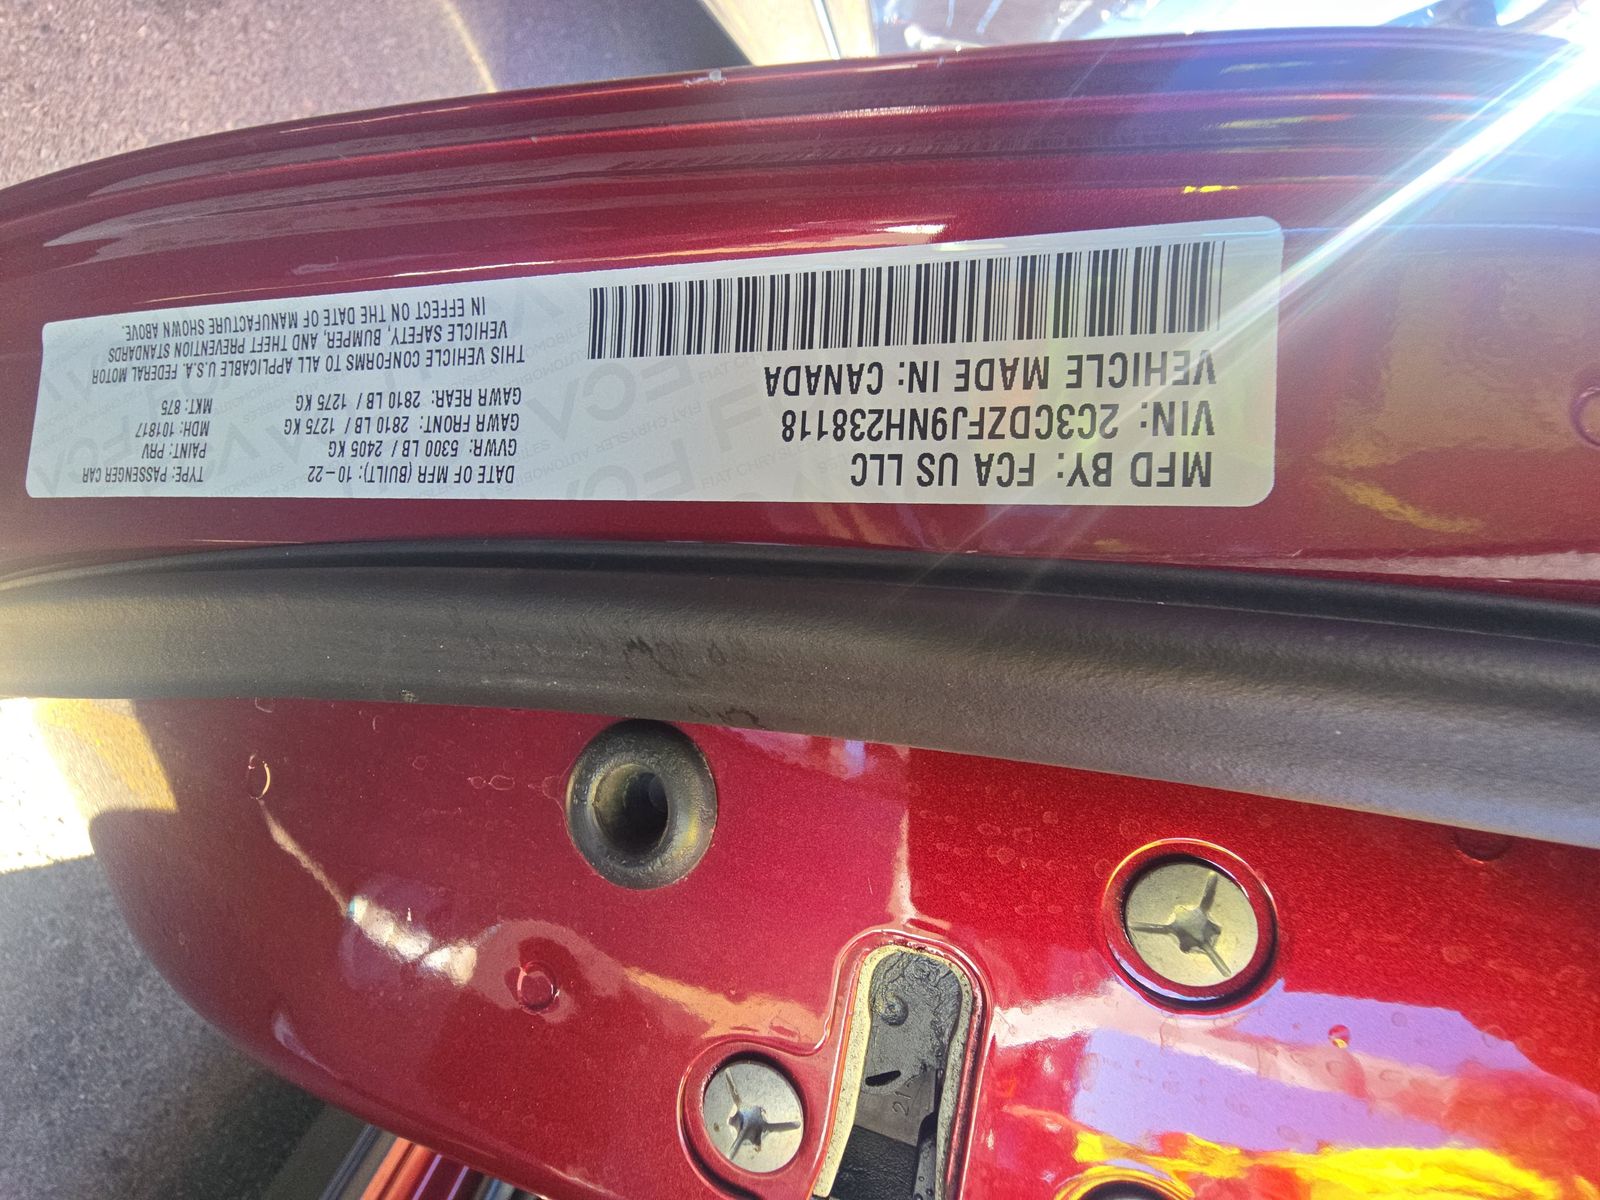 MFD BY: FCA US LLC
VIN: 2C3CDZFJ9NH238118
VEHICLE MADE IN: CANADA
DATE OF MFR (BUILT): 10-22 TYPE: PASSENGER CAR
GVWR: 5300 LB / 2405 KG PAINT: PRV
GAWR FRONT: 2810 LB / 1275 KG MDH: 101817
GAWR REAR: 2810 LB / 1275 KG MKT: 875
THIS VEHICLE CONFORMS TO ALL APPLICABLE U.S.A. FEDERAL MOTOR
VEHICLE SAFETY, BUMPER, AND THEFT PREVENTION STANDARDS
IN EFFECT ON THE DATE OF MANUFACTURE SHOWN ABOVE.
21